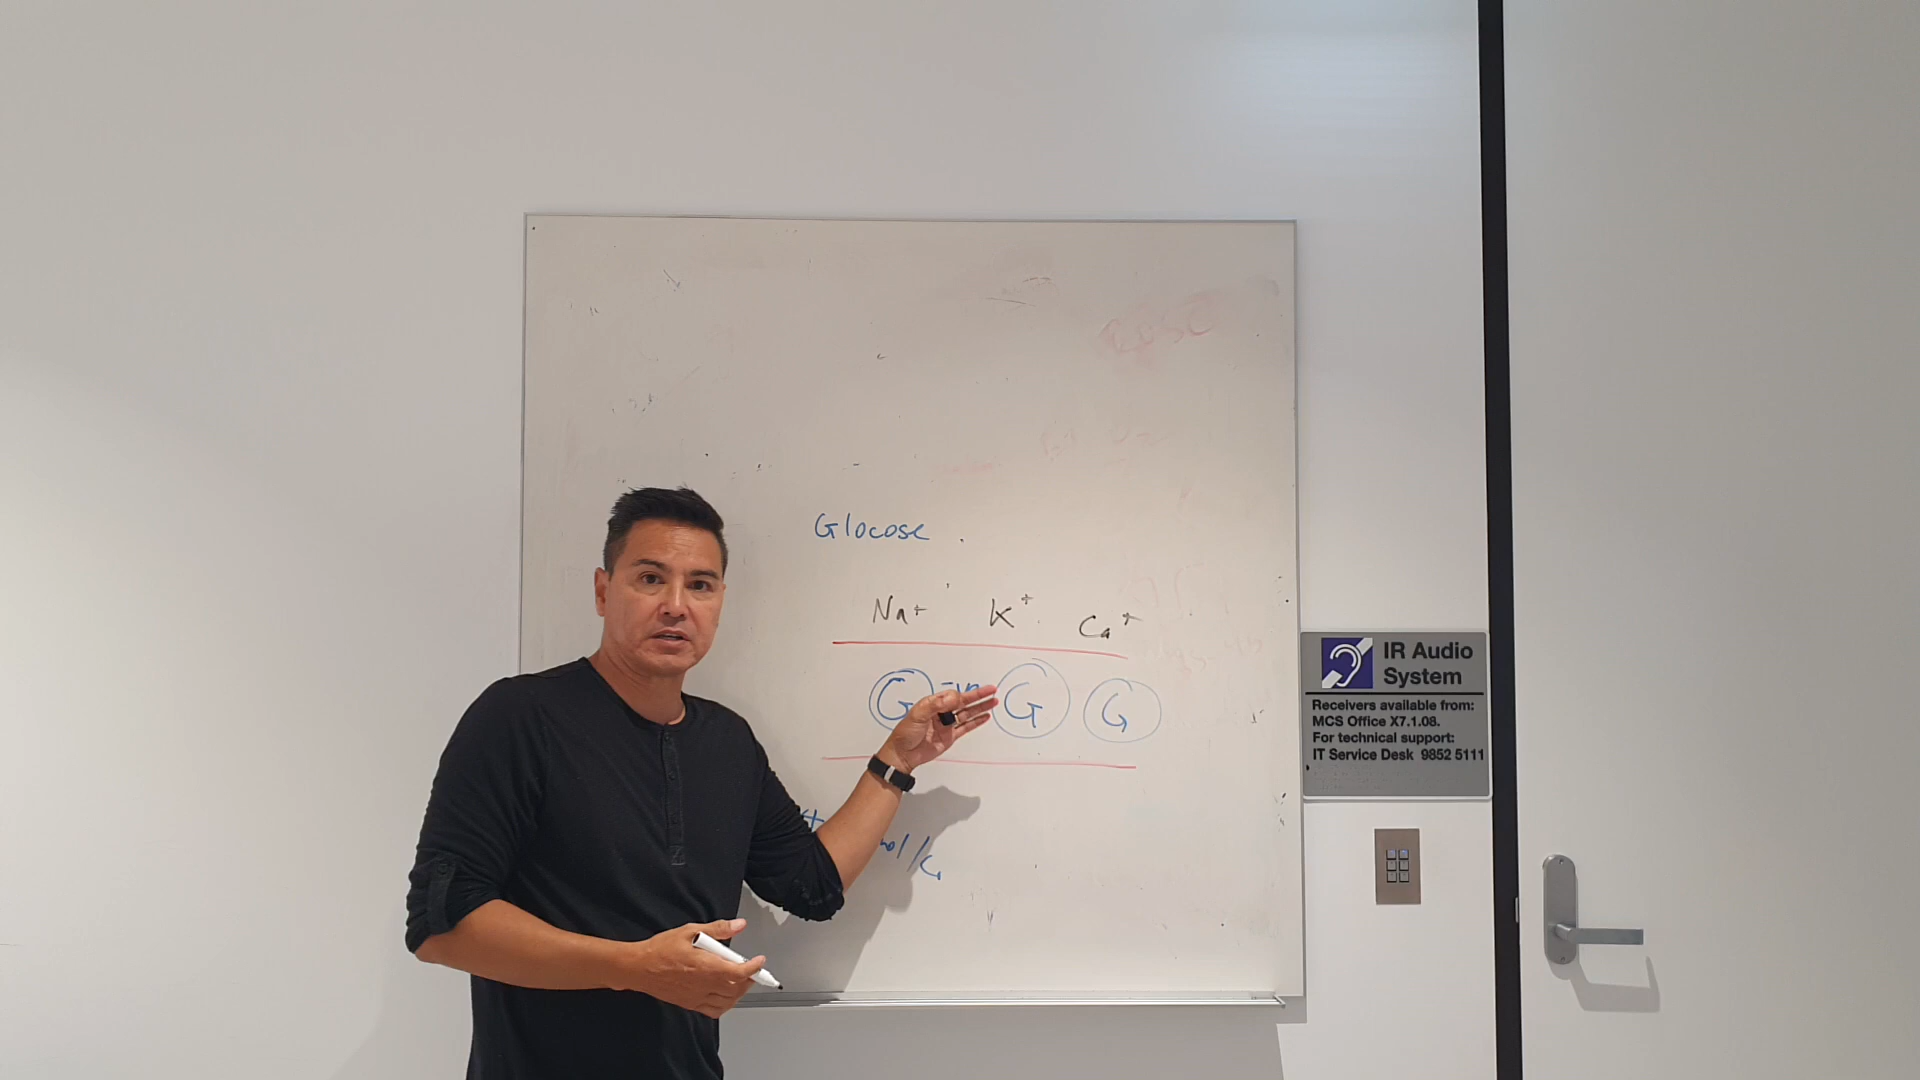 Glocose .
Na+ K+ Ca+
G G G
IR Audio
System
Receivers available from:
MCS Office X7.1.08.
For technical support:
IT Service Desk 9852 5111